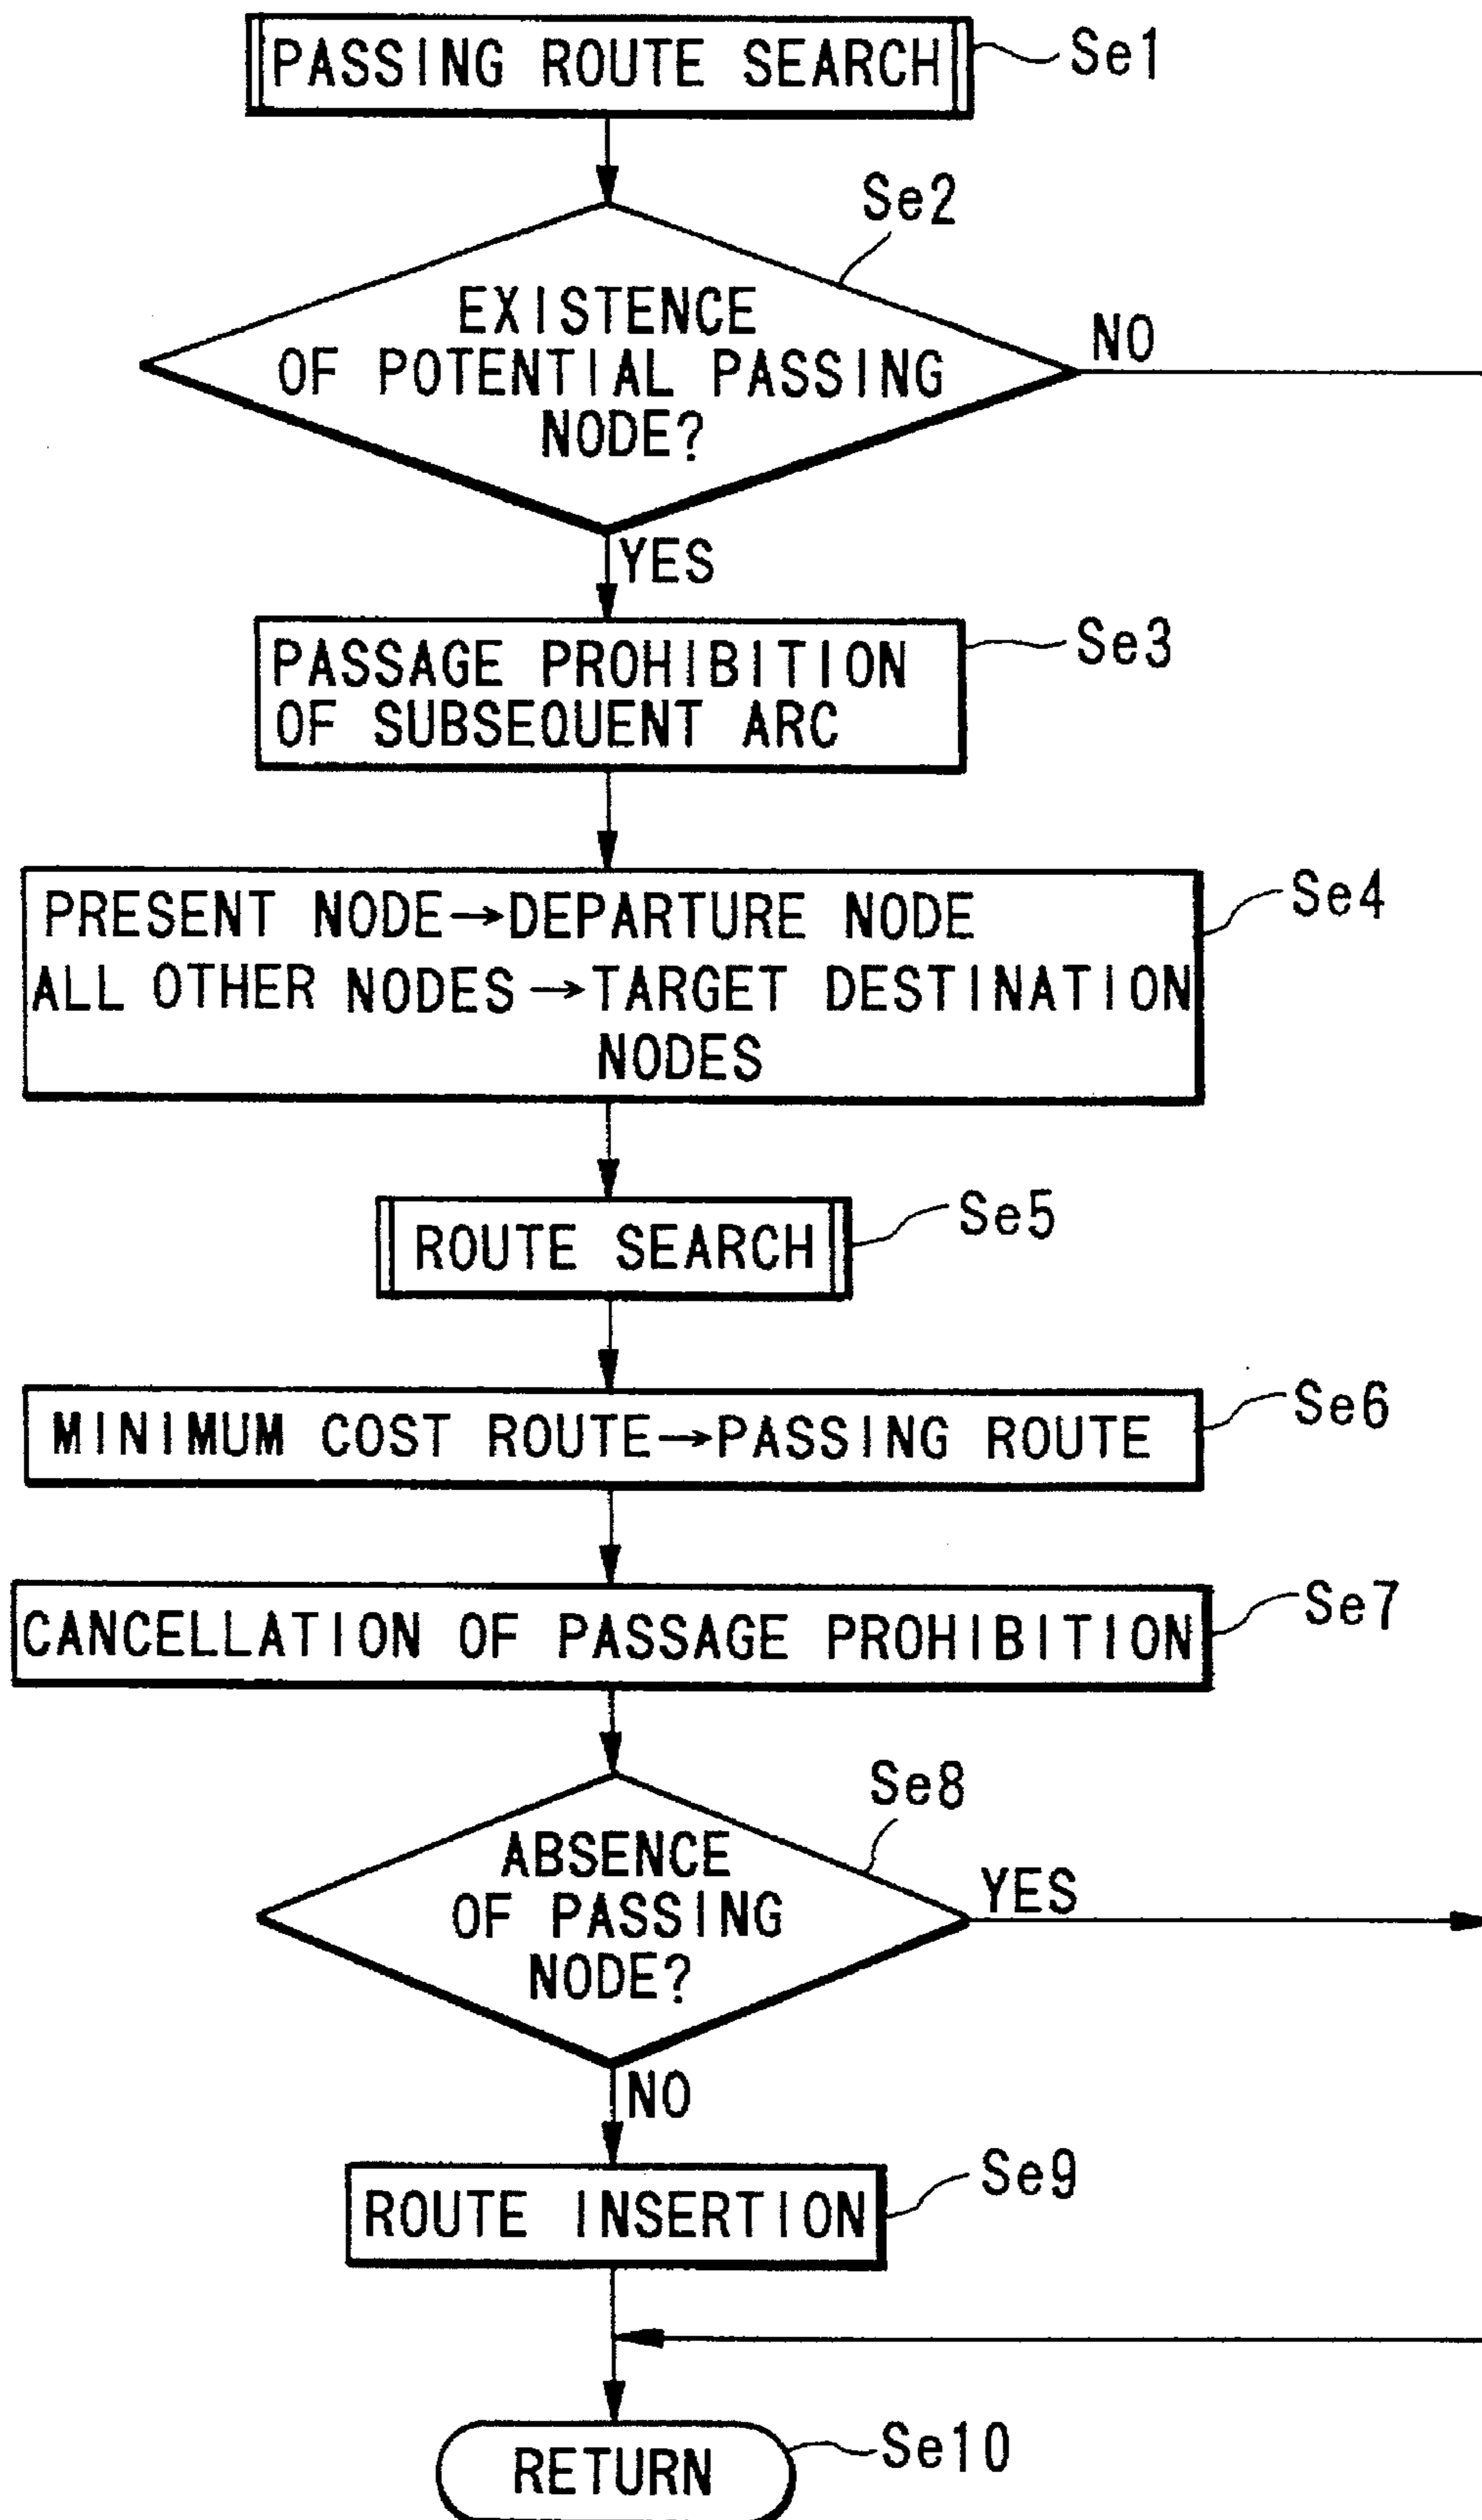 PASSING ROUTE SEARCH
Se1
Se2
EXISTENCE
OF POTENTIAL PASSING
NODE?
NO
YES
PASSAGE PROHIBITION
OF SUBSEQUENT ARC
Se3
PRESENT NODE→DEPARTURE NODE
ALL OTHER NODES→TARGET DESTINATION
NODES
Se4
ROUTE SEARCH
Se5
MINIMUM COST ROUTE→PASSING ROUTE
Se6
CANCELLATION OF PASSAGE PROHIBITION
Se7
Se8
ABSENCE
OF PASSING
NODE?
YES
NO
ROUTE INSERTION
Se9
RETURN
Se10